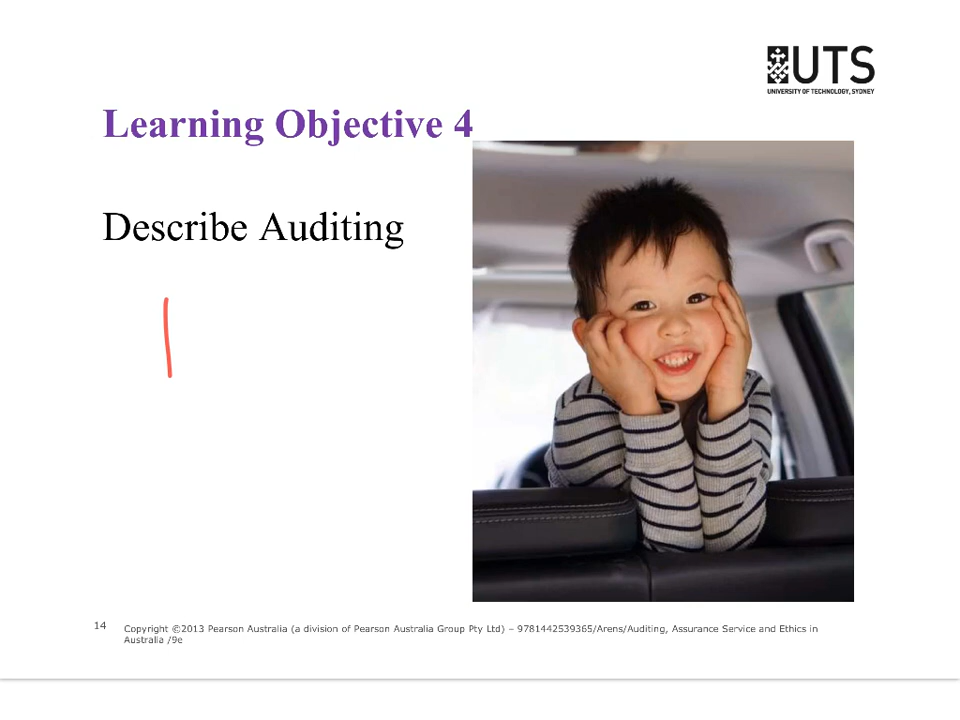 UTS
UNIVERSITY OF TECHNOLOGY, SYDNEY
Learning Objective 4
Describe Auditing
14
Copyright ©2013 Pearson Australia (a division of Pearson Australia Group Pty Ltd) – 9781442539365/Arens/Auditing, Assurance Service and Ethics in
Australia /9e